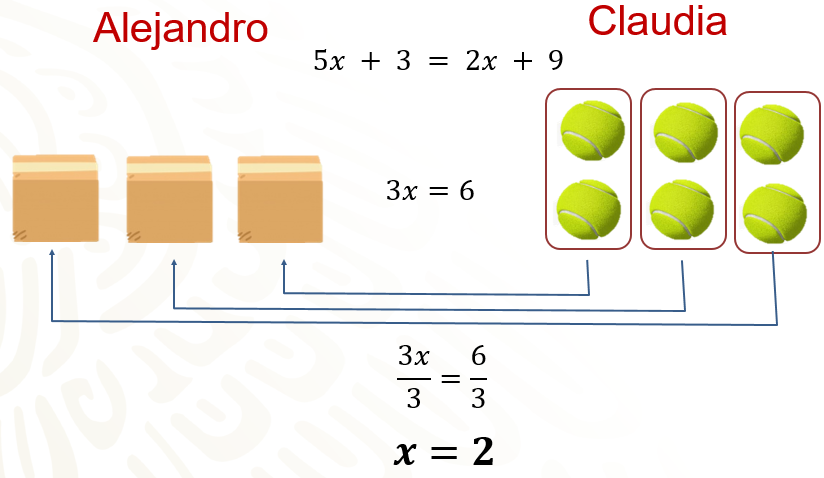 Alejandro
Claudia
5x + 3 = 2x + 9
3x = 6
3x/3 = 6/3
x = 2